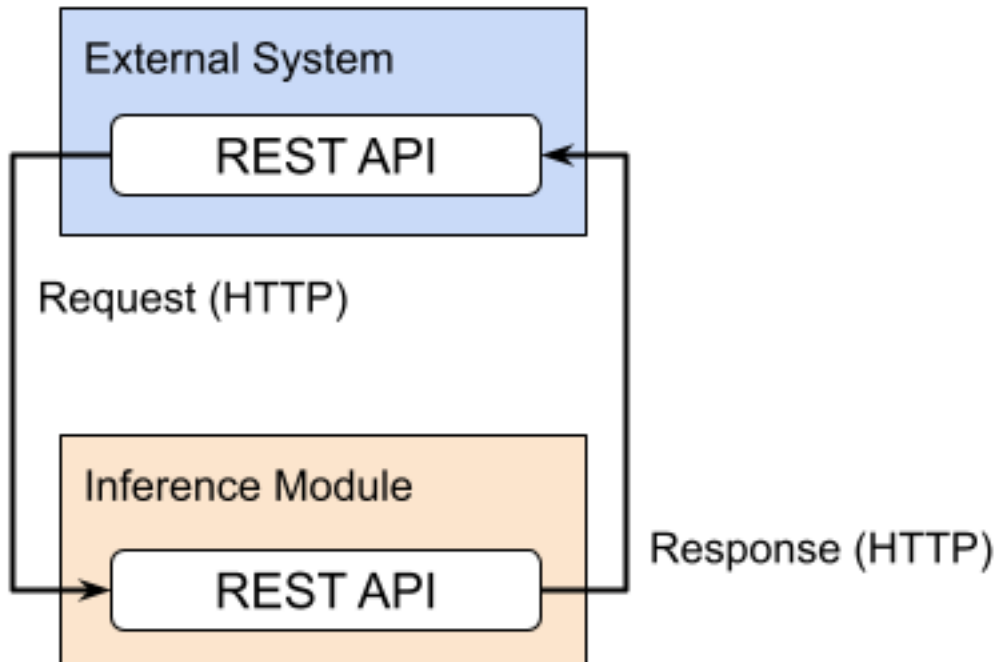 External System
REST API
Request (HTTP)
Inference Module
REST API
Response (HTTP)